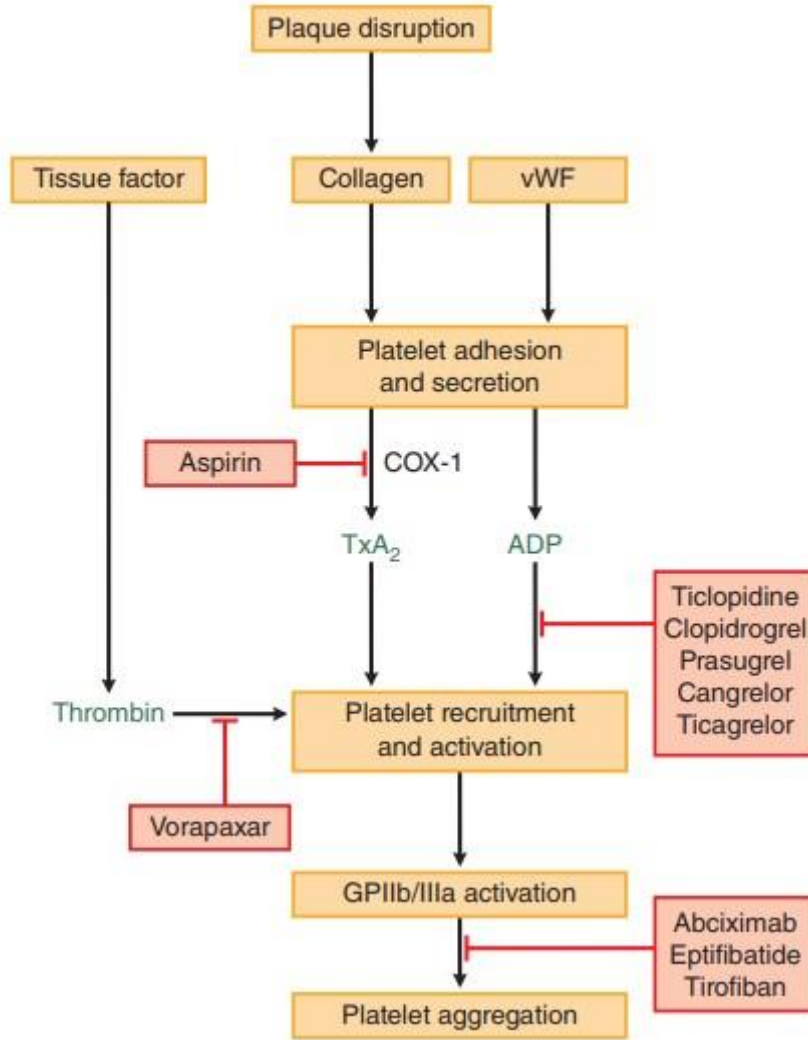 Plaque disruption
Tissue factor
Collagen
vWF
Platelet adhesion
and secretion
Aspirin
COX-1
TxA₂
ADP
Ticlopidine
Clopidrogrel
Prasugrel
Cangrelor
Ticagrelor
Thrombin
Platelet recruitment
and activation
Vorapaxar
GPIIb/IIIa activation
Abciximab
Eptifibatide
Tirofiban
Platelet aggregation